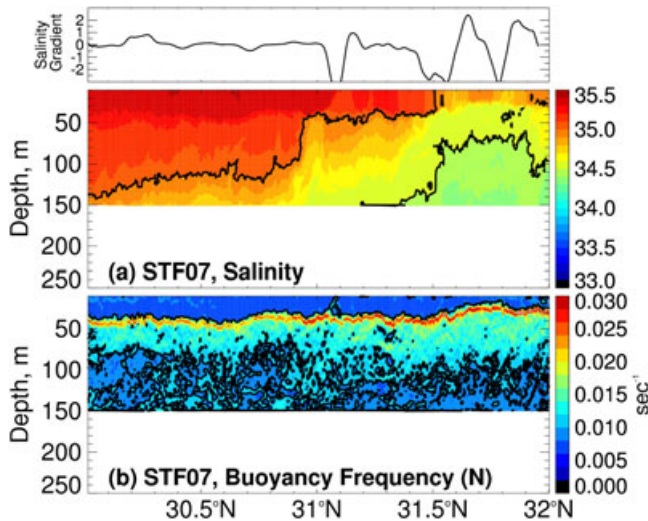 Salinity
Gradient
2
1
0
-1
-2
50
100
150
200
250
Depth, m
(a) STF07, Salinity
35.5
35.0
34.5
34.0
33.5
33.0
50
100
150
200
250
Depth, m
(b) STF07, Buoyancy Frequency (N)
0.030
0.025
0.020
0.015
0.010
0.005
0.000
sec⁻¹
30.5°N
31°N
31.5°N
32°N